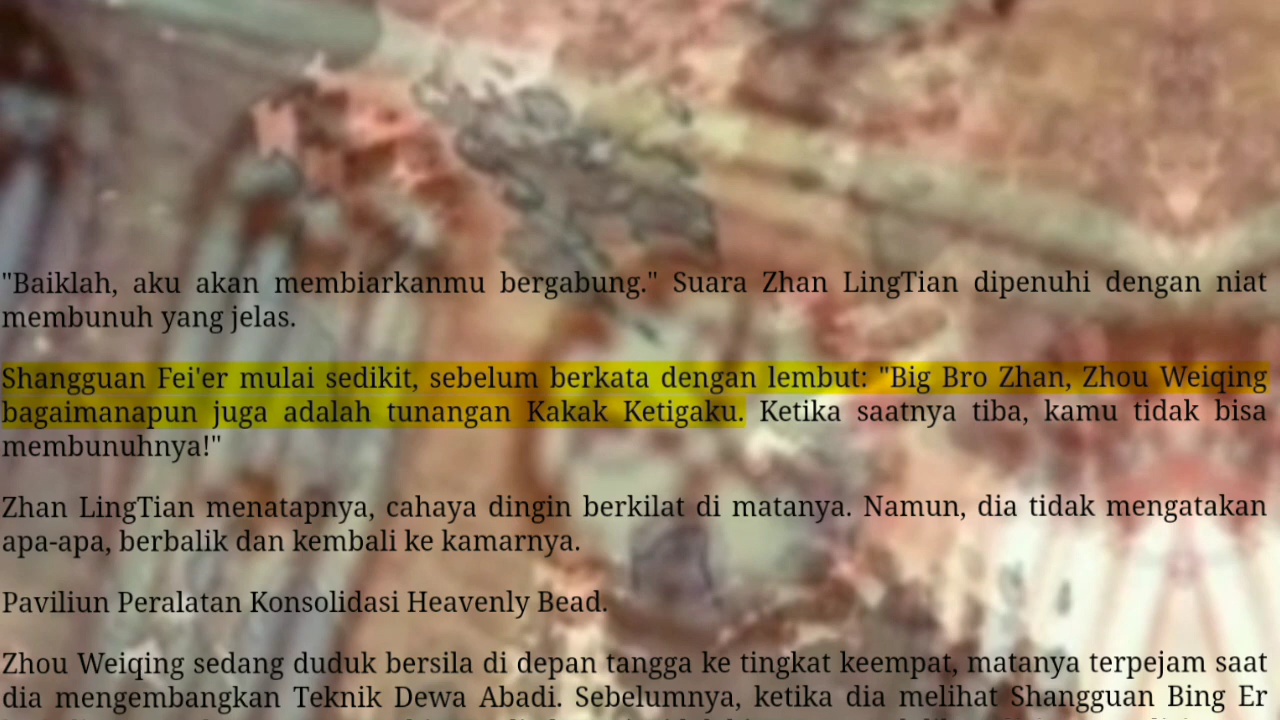 "Baiklah, aku akan membiarkanmu bergabung." Suara Zhan LingTian dipenuhi dengan niat
membunuh yang jelas.
Shangguan Fei'er mulai sedikit, sebelum berkata dengan lembut: "Big Bro Zhan, Zhou Weiqing
bagaimanapun juga adalah tunangan Kakak Ketigaku. Ketika saatnya tiba, kamu tidak bisa
membunuhnya!"
Zhan LingTian menatapnya, cahaya dingin berkilat di matanya. Namun, dia tidak mengatakan
apa-apa, berbalik dan kembali ke kamarnya.
Paviliun Peralatan Konsolidasi Heavenly Bead.
Zhou Weiqing sedang duduk bersila di depan tangga ke tingkat keempat, matanya terpejam saat
dia mengembangkan Teknik Dewa Abadi. Sebelumnya, ketika dia melihat Shangguan Bing Er